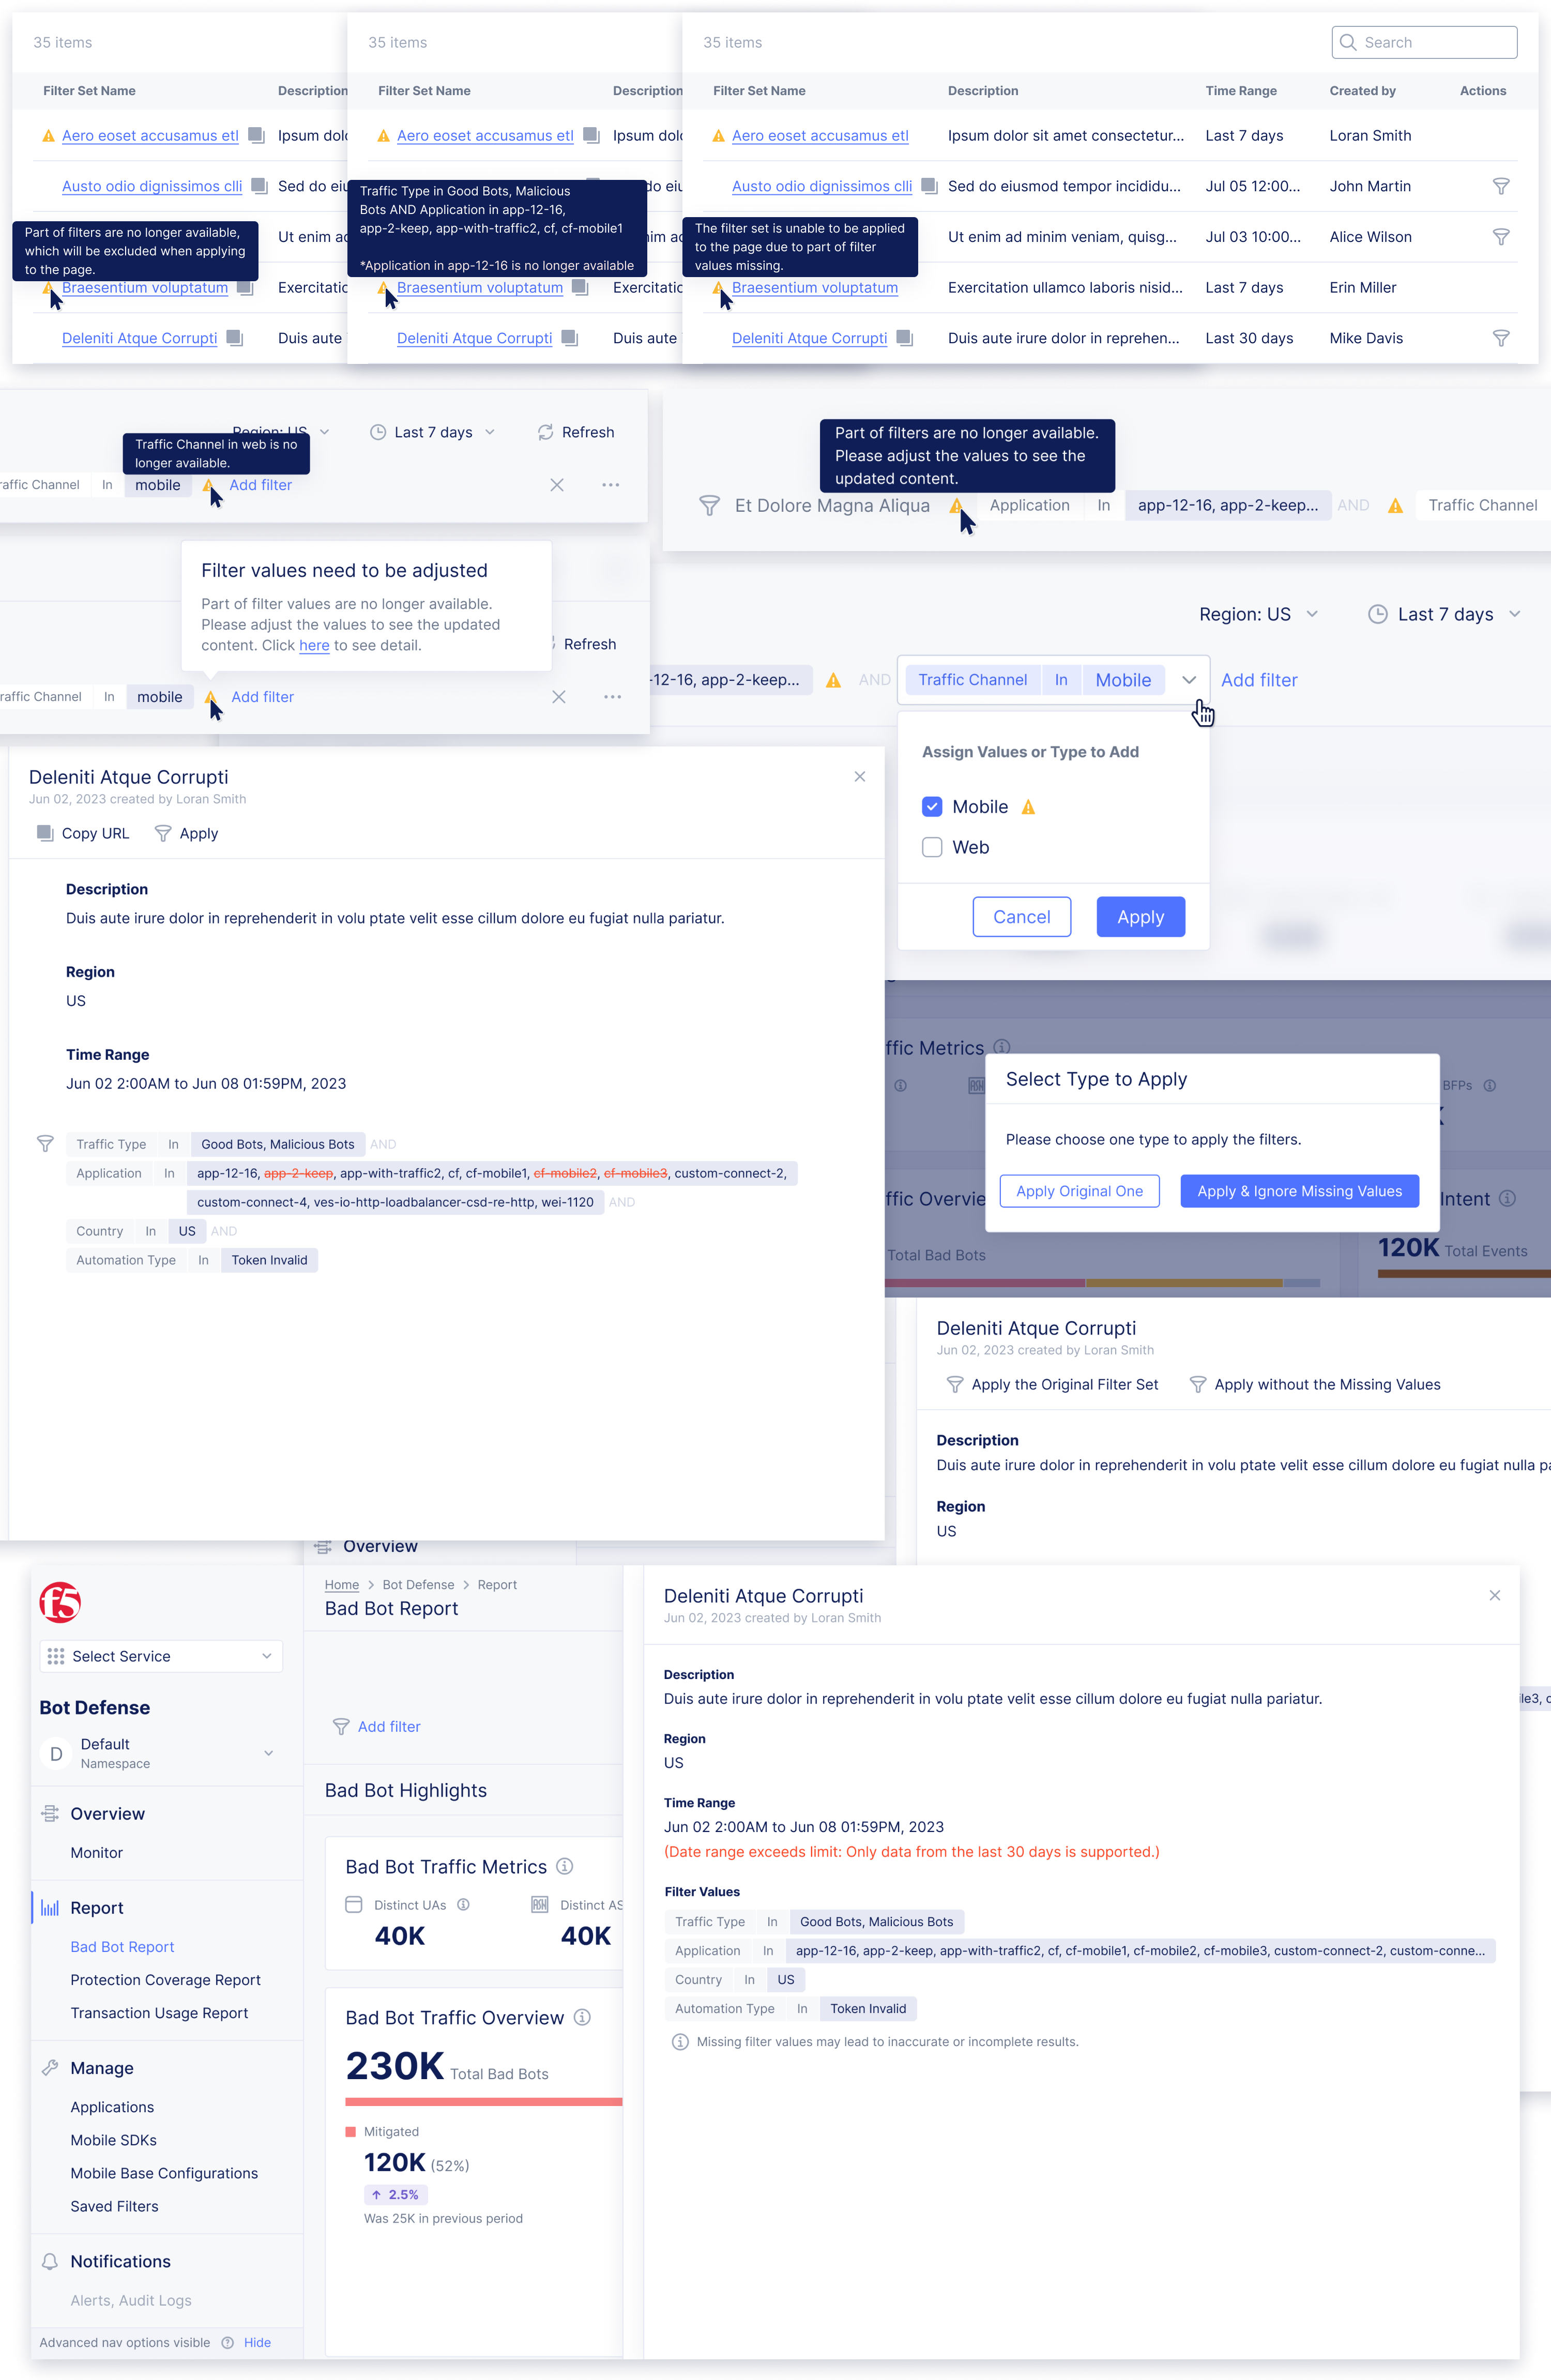 35 items
Filter Set Name
Description
Aero eoset accusamus etl
Ipsum dolo
Austo odio dignissimos clli
Sed do eiu
Part of filters are no longer available,
which will be excluded when applying
to the page.
Ut enim ad
Braesentium voluptatum
Exercitatic
Deleniti Atque Corrupti
Duis aute
35 items
Filter Set Name
Description
Aero eoset accusamus etl
Ipsum dolo
Traffic Type in Good Bots, Malicious
Bots AND Application in app-12-16,
app-2-keep, app-with-traffic2, cf, cf-mobile1
*Application in app-12-16 is no longer available
Braesentium voluptatum
Exercitatic
Deleniti Atque Corrupti
Duis aute
35 items
Search
Filter Set Name
Description
Time Range
Created by
Actions
Aero eoset accusamus etl
Ipsum dolor sit amet consectetur...
Last 7 days
Loran Smith
Austo odio dignissimos clli
Sed do eiusmod tempor incididu...
Jul 05 12:00...
John Martin
The filter set is unable to be applied
to the page due to part of filter
values missing.
Ut enim ad minim veniam, quisg...
Jul 03 10:00...
Alice Wilson
Braesentium voluptatum
Exercitation ullamco laboris nisid...
Last 7 days
Erin Miller
Deleniti Atque Corrupti
Duis aute irure dolor in reprehen...
Last 30 days
Mike Davis
Region: US
Last 7 days
Refresh
Traffic Channel in web is no
longer available.
raffic Channel In mobile
Add filter
Part of filters are no longer available.
Please adjust the values to see the
updated content.
Et Dolore Magna Aliqua
Application In app-12-16, app-2-keep... AND
Traffic Channel
Filter values need to be adjusted
Part of filter values are no longer available.
Please adjust the values to see the updated
content. Click here to see detail.
Refresh
raffic Channel In mobile
Add filter
Region: US
Last 7 days
-12-16, app-2-keep... AND
Traffic Channel In Mobile
Add filter
Assign Values or Type to Add
Mobile
Web
Cancel
Apply
Deleniti Atque Corrupti
Jun 02, 2023 created by Loran Smith
Copy URL
Apply
Description
Duis aute irure dolor in reprehenderit in volu ptate velit esse cillum dolore eu fugiat nulla pariatur.
Region
US
Time Range
Jun 02 2:00AM to Jun 08 01:59PM, 2023
Traffic Type In Good Bots, Malicious Bots AND
Application In app-12-16, app-2-keep, app-with-traffic2, cf, cf-mobile1, cf-mobile2, cf-mobile3, custom-connect-2,
custom-connect-4, ves-io-http-loadbalancer-csd-re-http, wei-1120 AND
Country In US AND
Automation Type In Token Invalid
ffic Metrics
BFPs
Select Type to Apply
Please choose one type to apply the filters.
Apply Original One
Apply & Ignore Missing Values
ffic Overvie
Intent
Total Bad Bots
120K Total Events
Deleniti Atque Corrupti
Jun 02, 2023 created by Loran Smith
Apply the Original Filter Set
Apply without the Missing Values
Description
Duis aute irure dolor in reprehenderit in volu ptate velit esse cillum dolore eu fugiat nulla pa
Region
US
Overview
f5
Select Service
Bot Defense
D
Default
Namespace
Overview
Monitor
Report
Bad Bot Report
Protection Coverage Report
Transaction Usage Report
Manage
Applications
Mobile SDKs
Mobile Base Configurations
Saved Filters
Notifications
Alerts, Audit Logs
Advanced nav options visible
Hide
Home > Bot Defense > Report
Bad Bot Report
Add filter
Bad Bot Highlights
Bad Bot Traffic Metrics
Distinct UAs
40K
Distinct AS
40K
Bad Bot Traffic Overview
230K Total Bad Bots
Mitigated
120K (52%)
↑ 2.5%
Was 25K in previous period
Deleniti Atque Corrupti
Jun 02, 2023 created by Loran Smith
Description
Duis aute irure dolor in reprehenderit in volu ptate velit esse cillum dolore eu fugiat nulla pariatur.
Region
US
Time Range
Jun 02 2:00AM to Jun 08 01:59PM, 2023
(Date range exceeds limit: Only data from the last 30 days is supported.)
Filter Values
Traffic Type In Good Bots, Malicious Bots
Application In app-12-16, app-2-keep, app-with-traffic2, cf, cf-mobile1, cf-mobile2, cf-mobile3, custom-connect-2, custom-conne...
Country In US
Automation Type In Token Invalid
Missing filter values may lead to inaccurate or incomplete results.
ile3, c